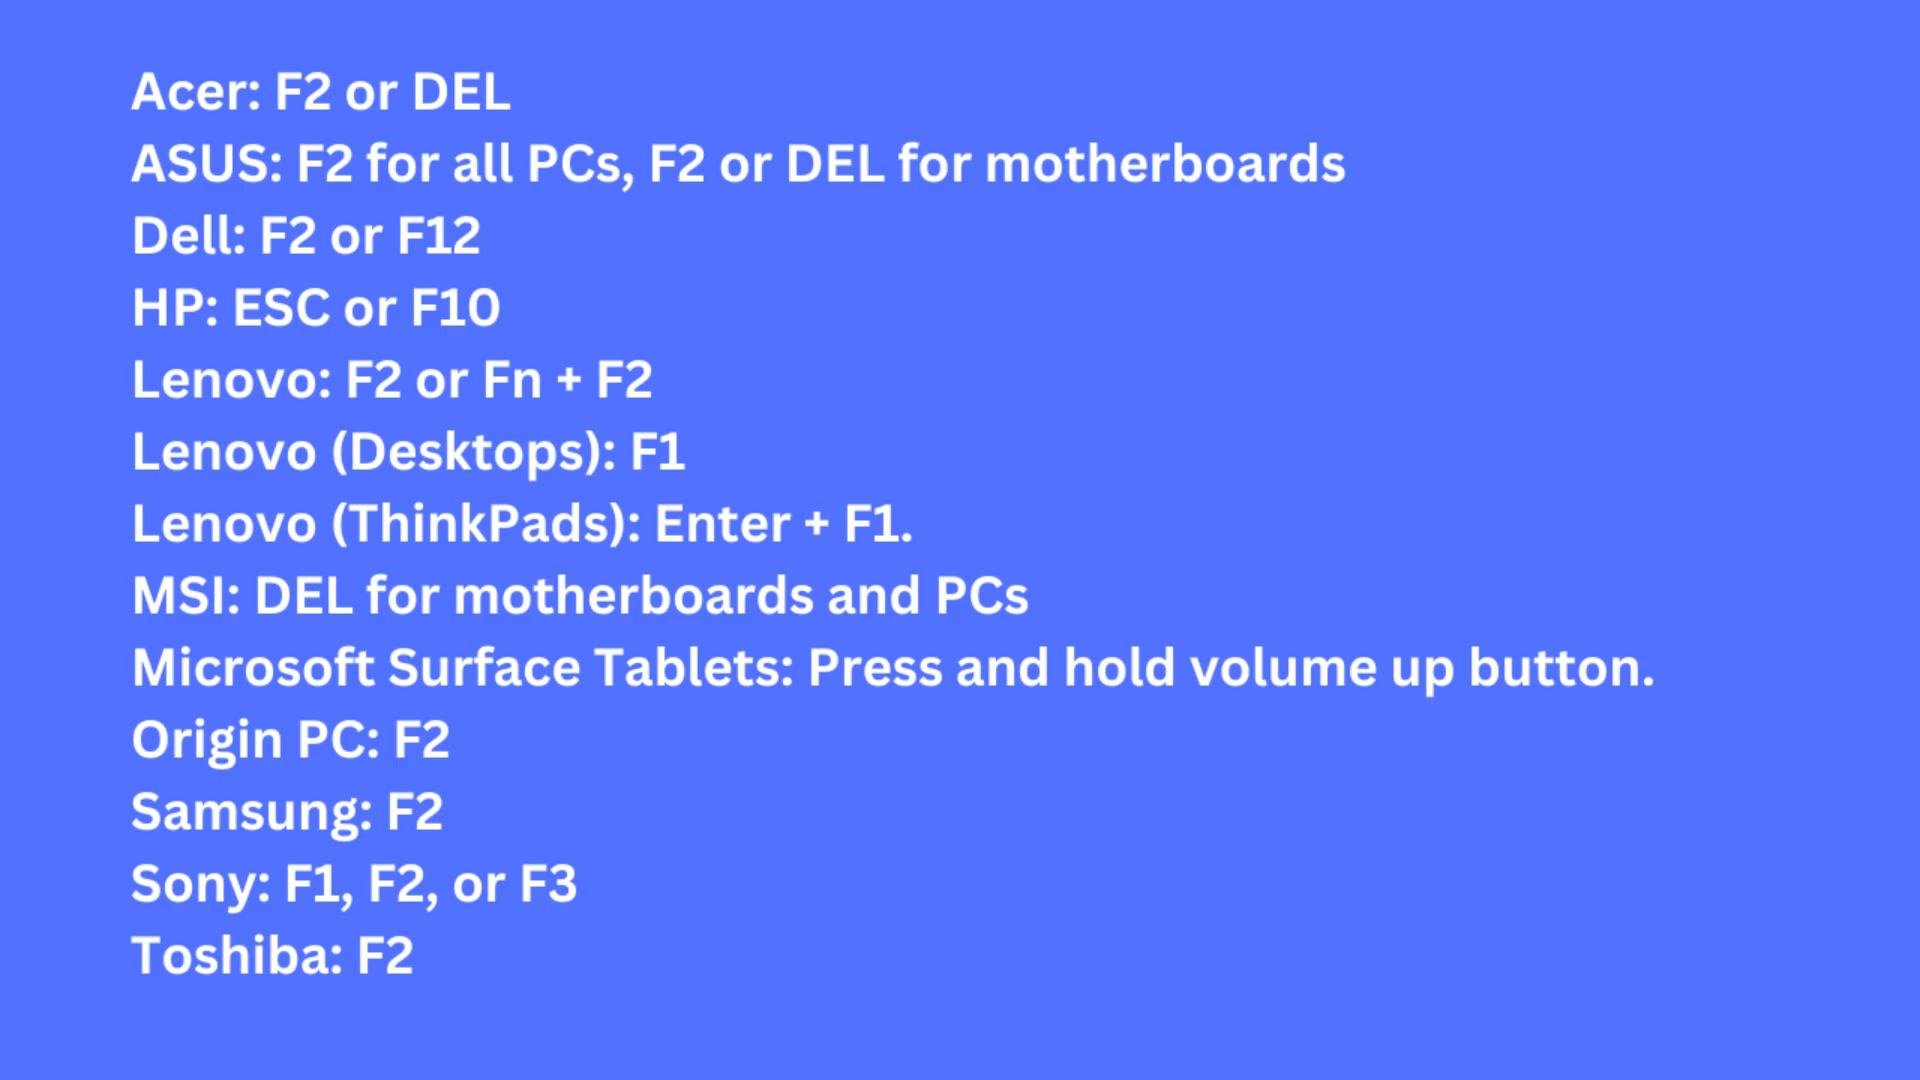 Acer: F2 or DEL
ASUS: F2 for all PCs, F2 or DEL for motherboards
Dell: F2 or F12
HP: ESC or F10
Lenovo: F2 or Fn + F2
Lenovo (Desktops): F1
Lenovo (ThinkPads): Enter + F1.
MSI: DEL for motherboards and PCs
Microsoft Surface Tablets: Press and hold volume up button.
Origin PC: F2
Samsung: F2
Sony: F1, F2, or F3
Toshiba: F2